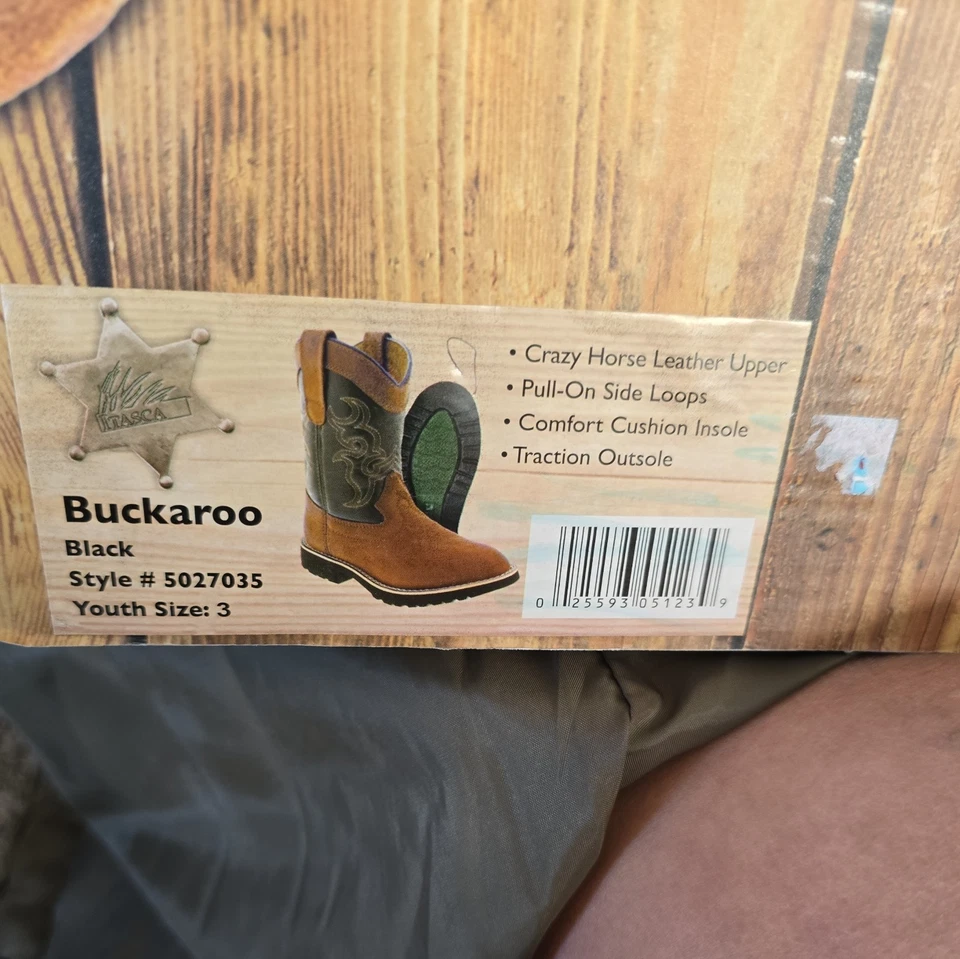 ITASCA
Buckaroo
Black
Style # 5027035
Youth Size: 3
• Crazy Horse Leather Upper
• Pull-On Side Loops
• Comfort Cushion Insole
• Traction Outsole
0 25593 05123 9